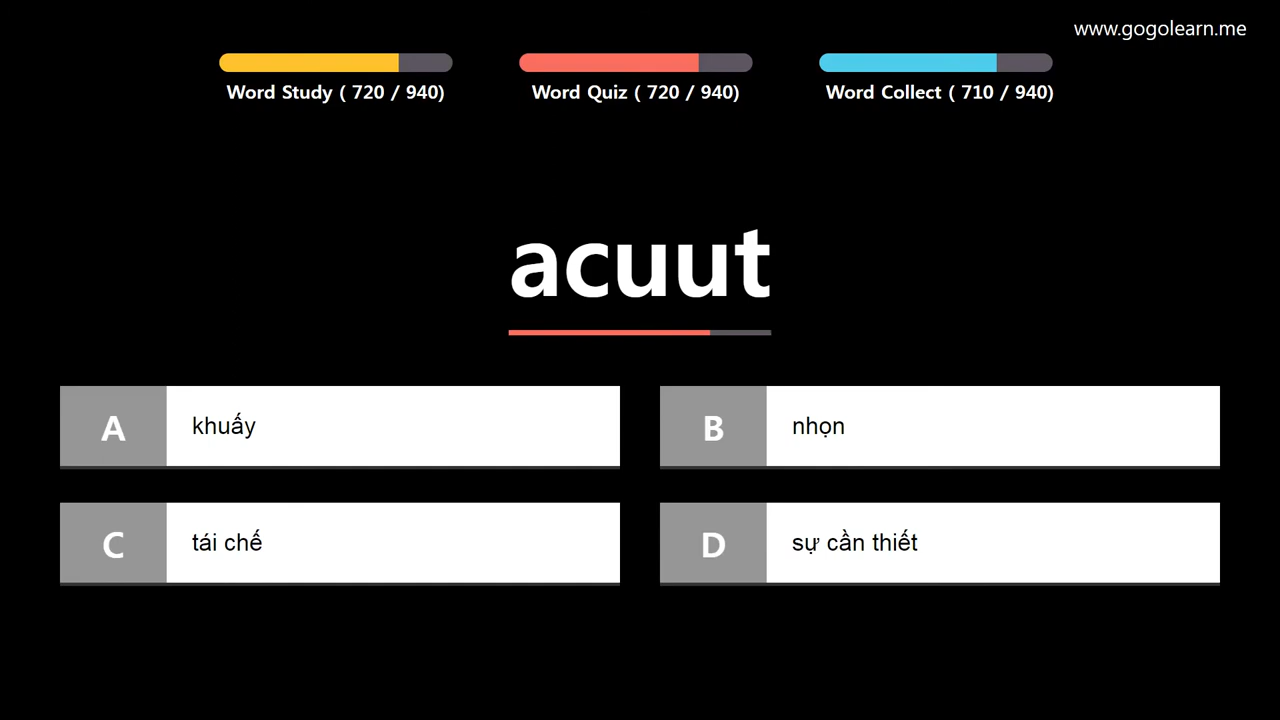 www.gogolearn.me
Word Study ( 720 / 940)
Word Quiz ( 720 / 940)
Word Collect ( 710 / 940)
acuut
A khuấy
B nhọn
C tái chế
D sự cần thiết